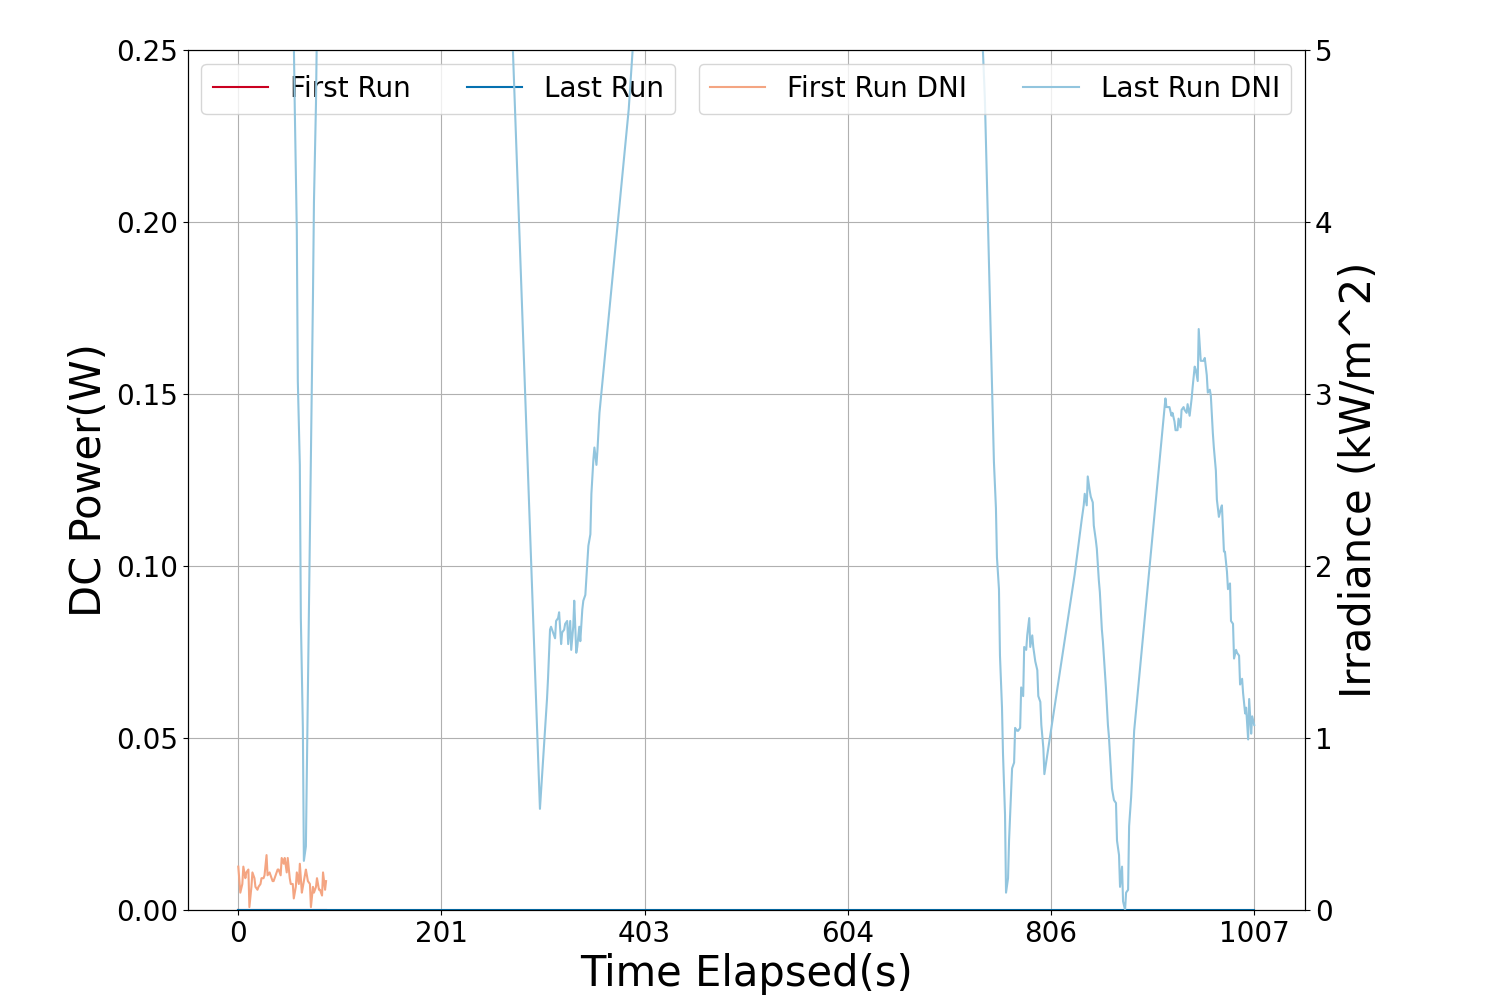 First Run Last Run First Run DNI Last Run DNI
DC Power(W)
0.25
0.20
0.15
0.10
0.05
0.00
5
4
3
2
1
0
Irradiance (kW/m^2)
0 201 403 604 806 1007
Time Elapsed(s)